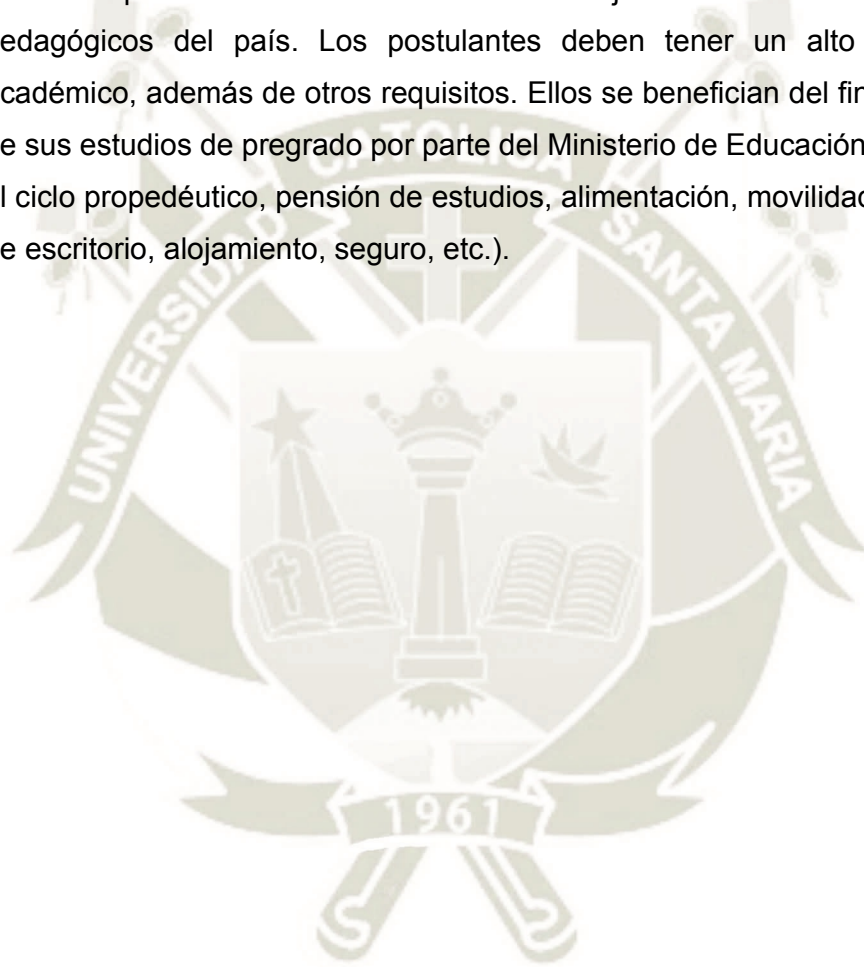 edagógicos del país. Los postulantes deben tener un alto
cadémico, además de otros requisitos. Ellos se benefician del fin
e sus estudios de pregrado por parte del Ministerio de Educación
l ciclo propedéutico, pensión de estudios, alimentación, movilidad
e escritorio, alojamiento, seguro, etc.).
UNIVERSIDAD CATOLICA SANTA MARIA
1961